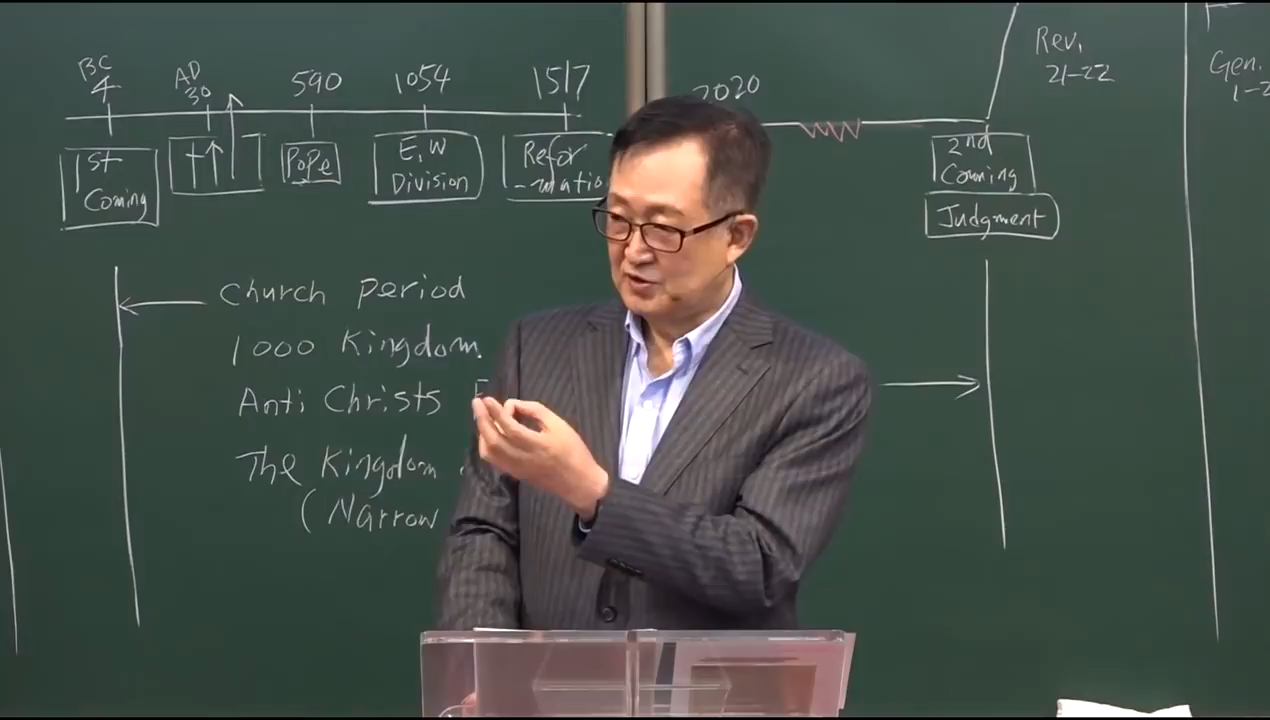 BC
4
AD
30
590
1054
1517
2020
Rev.
21-22
Gen.
1st
Coming
PoPe
E, W
Division
Refor
-matio
2nd
Coming
Judgment
Church period
1000 Kingdom.
Anti Christs
The Kingdom
(Narrow